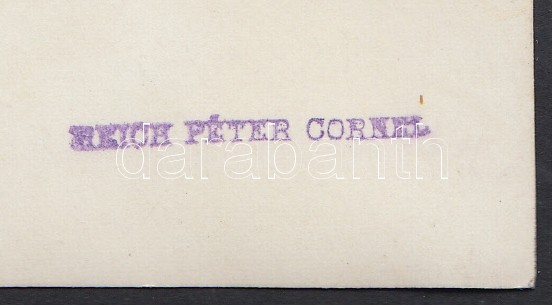 REICH PÉTER CORNEL
darabanth